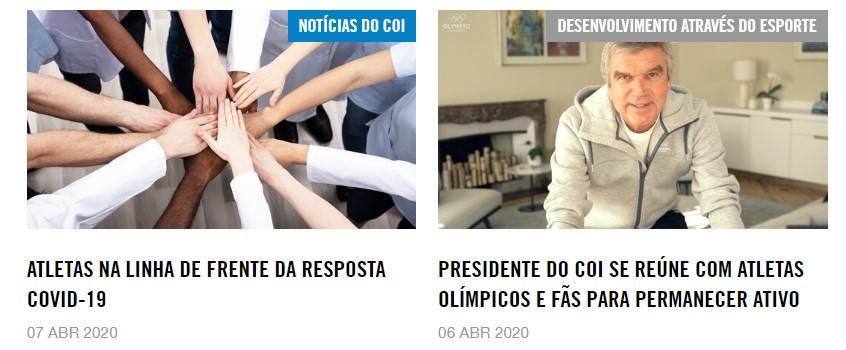 NOTÍCIAS DO COI
ATLETAS NA LINHA DE FRENTE DA RESPOSTA
COVID-19
07 ABR 2020
DESENVOLVIMENTO ATRAVÉS DO ESPORTE
PRESIDENTE DO COI SE REÚNE COM ATLETAS
OLÍMPICOS E FÃS PARA PERMANECER ATIVO
06 ABR 2020